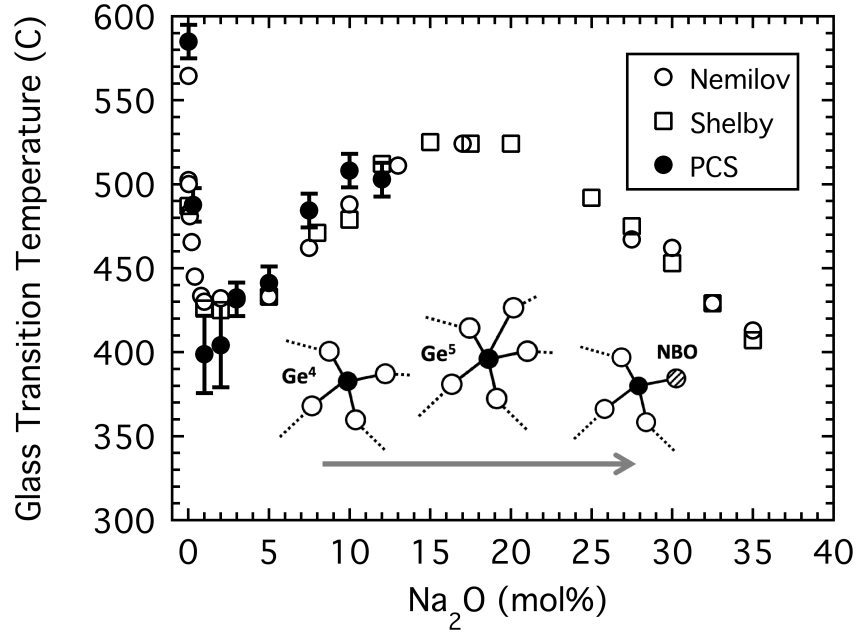 Glass Transition Temperature (C)
600
550
500
450
400
350
300
Nemilov
Shelby
PCS
Ge⁴
Ge⁵
NBO
0 5 10 15 20 25 30 35 40
Na₂O (mol%)